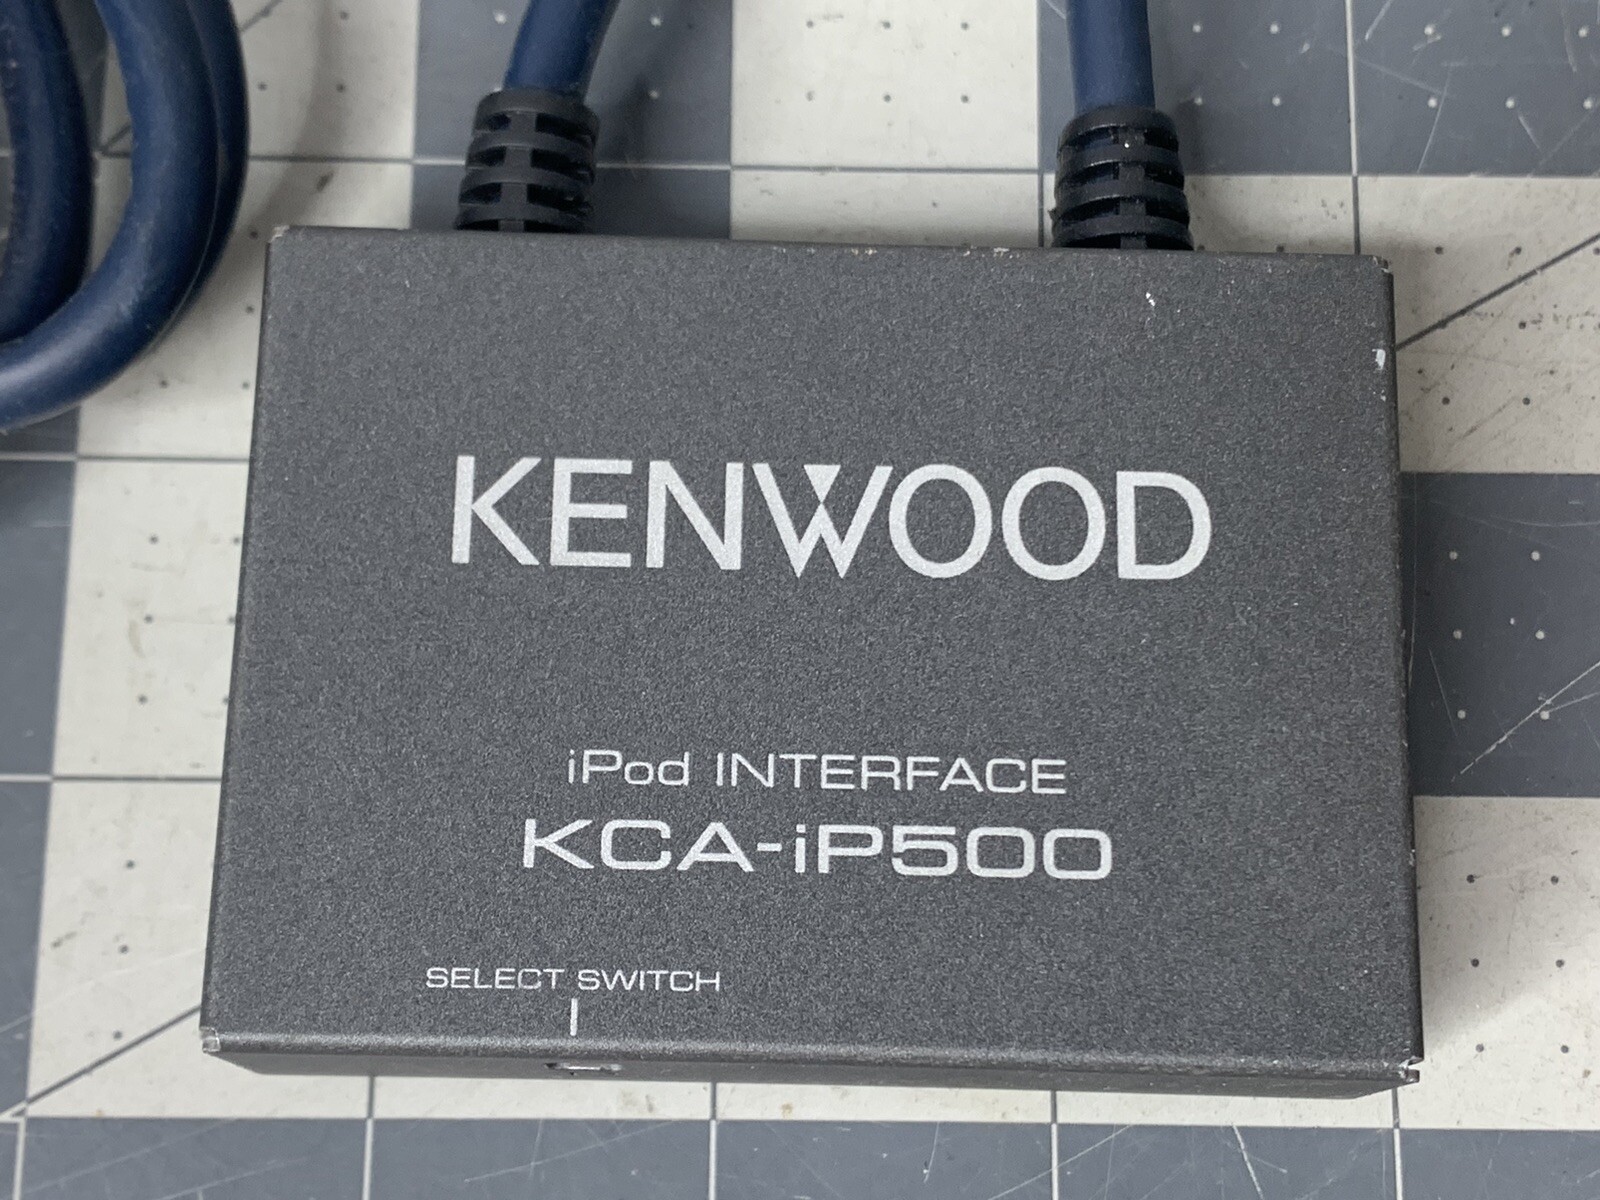 KENWOOD
iPod INTERFACE
KCA-iP500
SELECT SWITCH